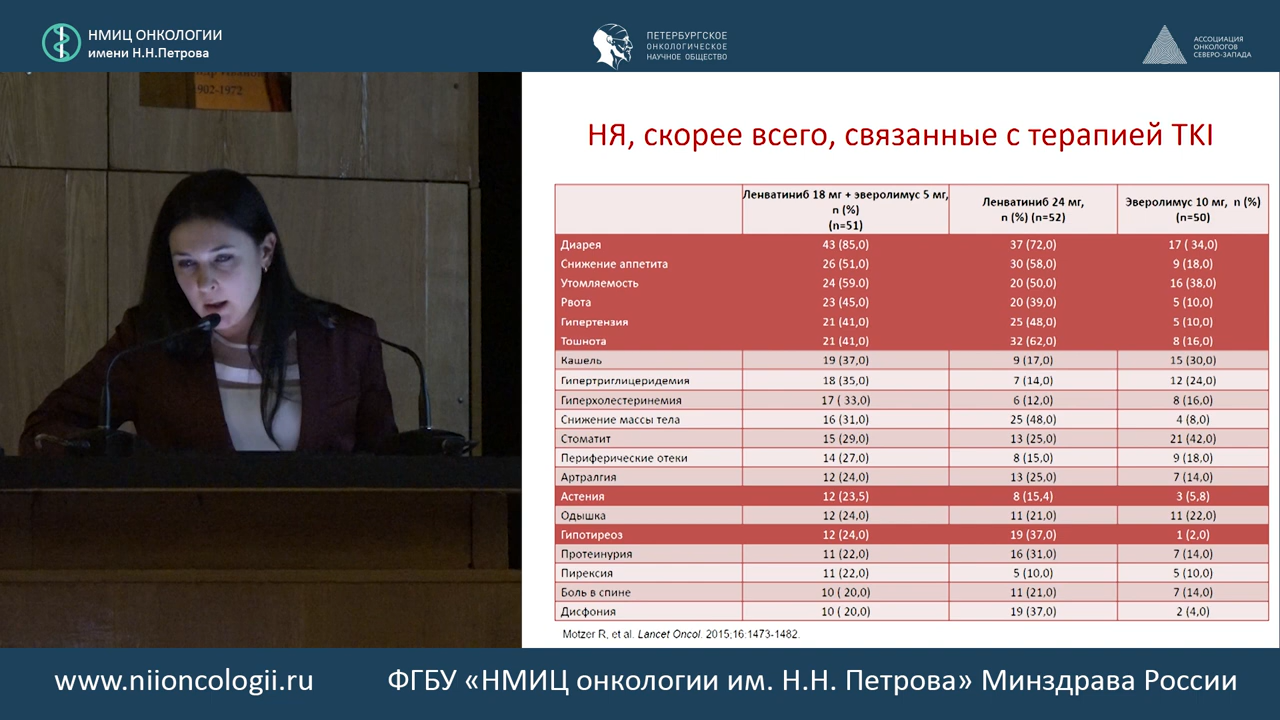 НМИЦ ОНКОЛОГИИ
имени Н.Н.Петрова
ПЕТЕРБУРГСКОЕ
ОНКОЛОГИЧЕСКОЕ
НАУЧНОЕ ОБЩЕСТВО
АССОЦИАЦИЯ
ОНКОЛОГОВ
СЕВЕРО-ЗАПАДА
902-1972
НЯ, скорее всего, связанные с терапией TKI
Ленватиниб 18 мг + эверолимус 5 мг,
n (%)
(n=51)
Ленватиниб 24 мг,
n (%) (n=52)
Эверолимус 10 мг, n (%)
(n=50)
Диарея 43 (85,0) 37 (72,0) 17 ( 34,0)
Снижение аппетита 26 (51,0) 30 (58,0) 9 (18,0)
Утомляемость 24 (59.0) 20 (50,0) 16 (38,0)
Рвота 23 (45,0) 20 (39,0) 5 (10,0)
Гипертензия 21 (41,0) 25 (48,0) 5 (10,0)
Тошнота 21 (41,0) 32 (62,0) 8 (16,0)
Кашель 19 (37,0) 9 (17,0) 15 (30,0)
Гипертриглицеридемия 18 (35,0) 7 (14,0) 12 (24,0)
Гиперхолестеринемия 17 ( 33,0) 6 (12,0) 8 (16,0)
Снижение массы тела 16 (31,0) 25 (48,0) 4 (8,0)
Стоматит 15 (29,0) 13 (25,0) 21 (42,0)
Периферические отеки 14 (27,0) 8 (15,0) 9 (18,0)
Артралгия 12 (24,0) 13 (25,0) 7 (14,0)
Астения 12 (23,5) 8 (15,4) 3 (5,8)
Одышка 12 (24,0) 11 (21,0) 11 (22,0)
Гипотиреоз 12 (24,0) 19 (37,0) 1 (2,0)
Протеинурия 11 (22,0) 16 (31,0) 7 (14,0)
Пирексия 11 (22,0) 5 (10,0) 5 (10,0)
Боль в спине 10 ( 20,0) 11 (21,0) 7 (14,0)
Дисфония 10 ( 20,0) 19 (37,0) 2 (4,0)
Motzer R, et al. Lancet Oncol. 2015;16:1473-1482.
www.niioncologii.ru
ФГБУ «НМИЦ онкологии им. Н.Н. Петрова» Минздрава России